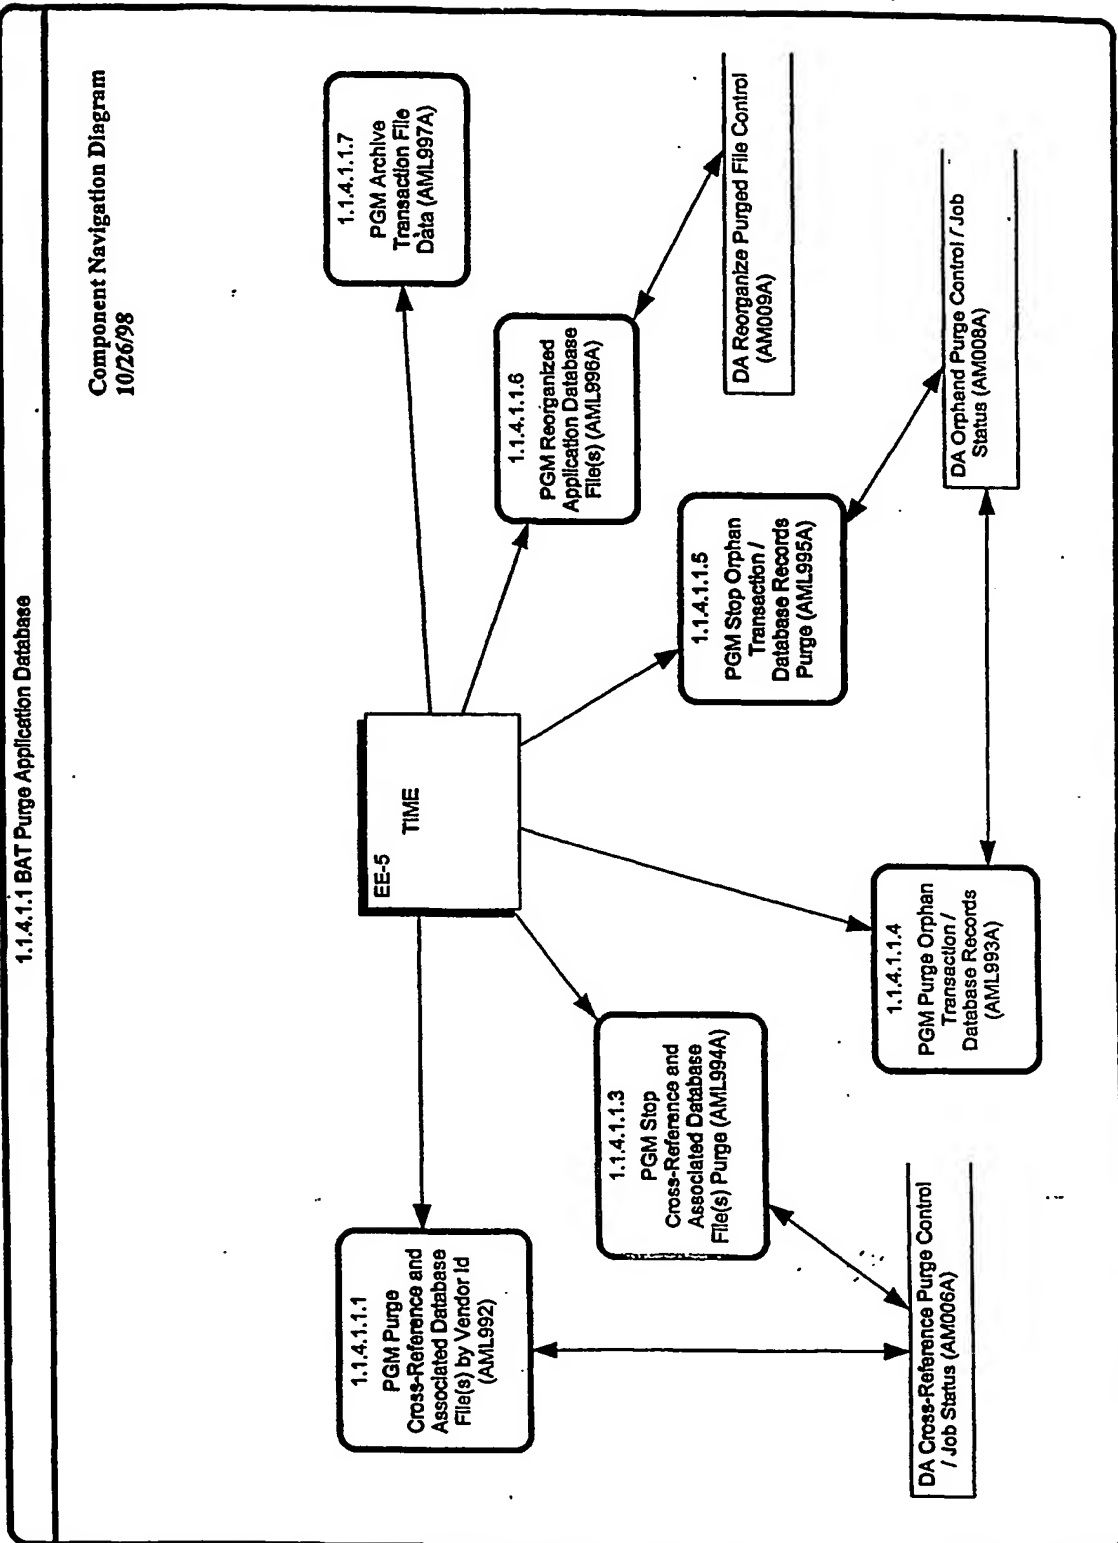 1.1.4.1.1 BAT Purge Application Database
Component Navigation Diagram
10/26/98
1.1.4.1.1.1
PGM Purge
Cross-Reference and
Associated Database
File(s) by Vendor Id
(AML992)
EE-5
TIME
1.1.4.1.1.7
PGM Archive
Transaction File
Data (AML997A)
1.1.4.1.1.6
PGM Reorganized
Application Database
File(s) (AML996A)
1.1.4.1.1.3
PGM Stop
Cross-Reference and
Associated Database
File(s) Purge (AML994A)
1.1.4.1.1.5
PGM Stop Orphan
Transaction /
Database Records
Purge (AML995A)
DA Reorganize Purged File Control
(AM009A)
1.1.4.1.1.4
PGM Purge Orphan
Transaction /
Database Records
(AML993A)
DA Cross-Reference Purge Control
/ Job Status (AM006A)
DA Orphand Purge Control / Job
Status (AM008A)